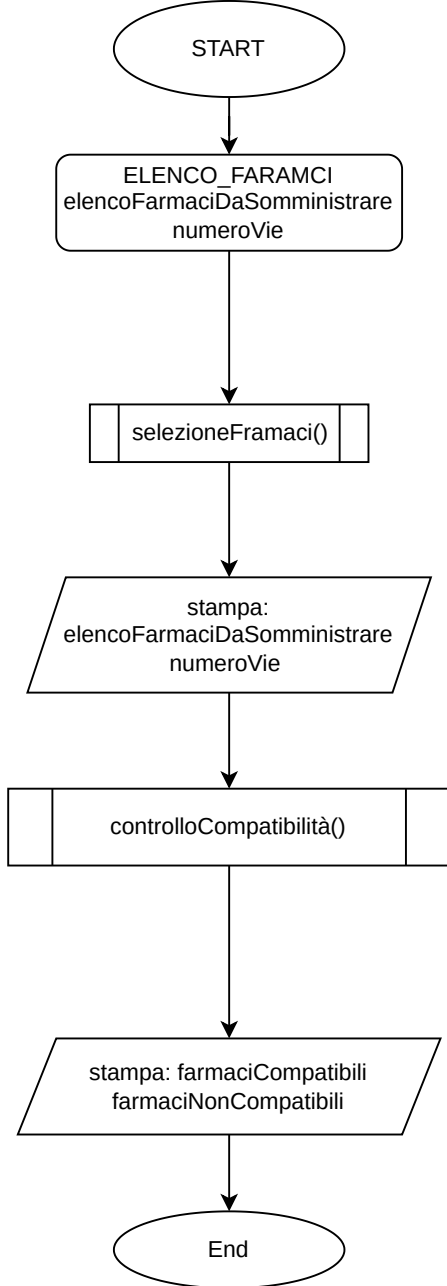 START
ELENCO_FARAMCI
elencoFarmaciDaSomministrare
numeroVie
selezioneFramaci()
stampa:
elencoFarmaciDaSomministrare
numeroVie
controlloCompatibilità()
stampa: farmaciCompatibili
farmaciNonCompatibili
End